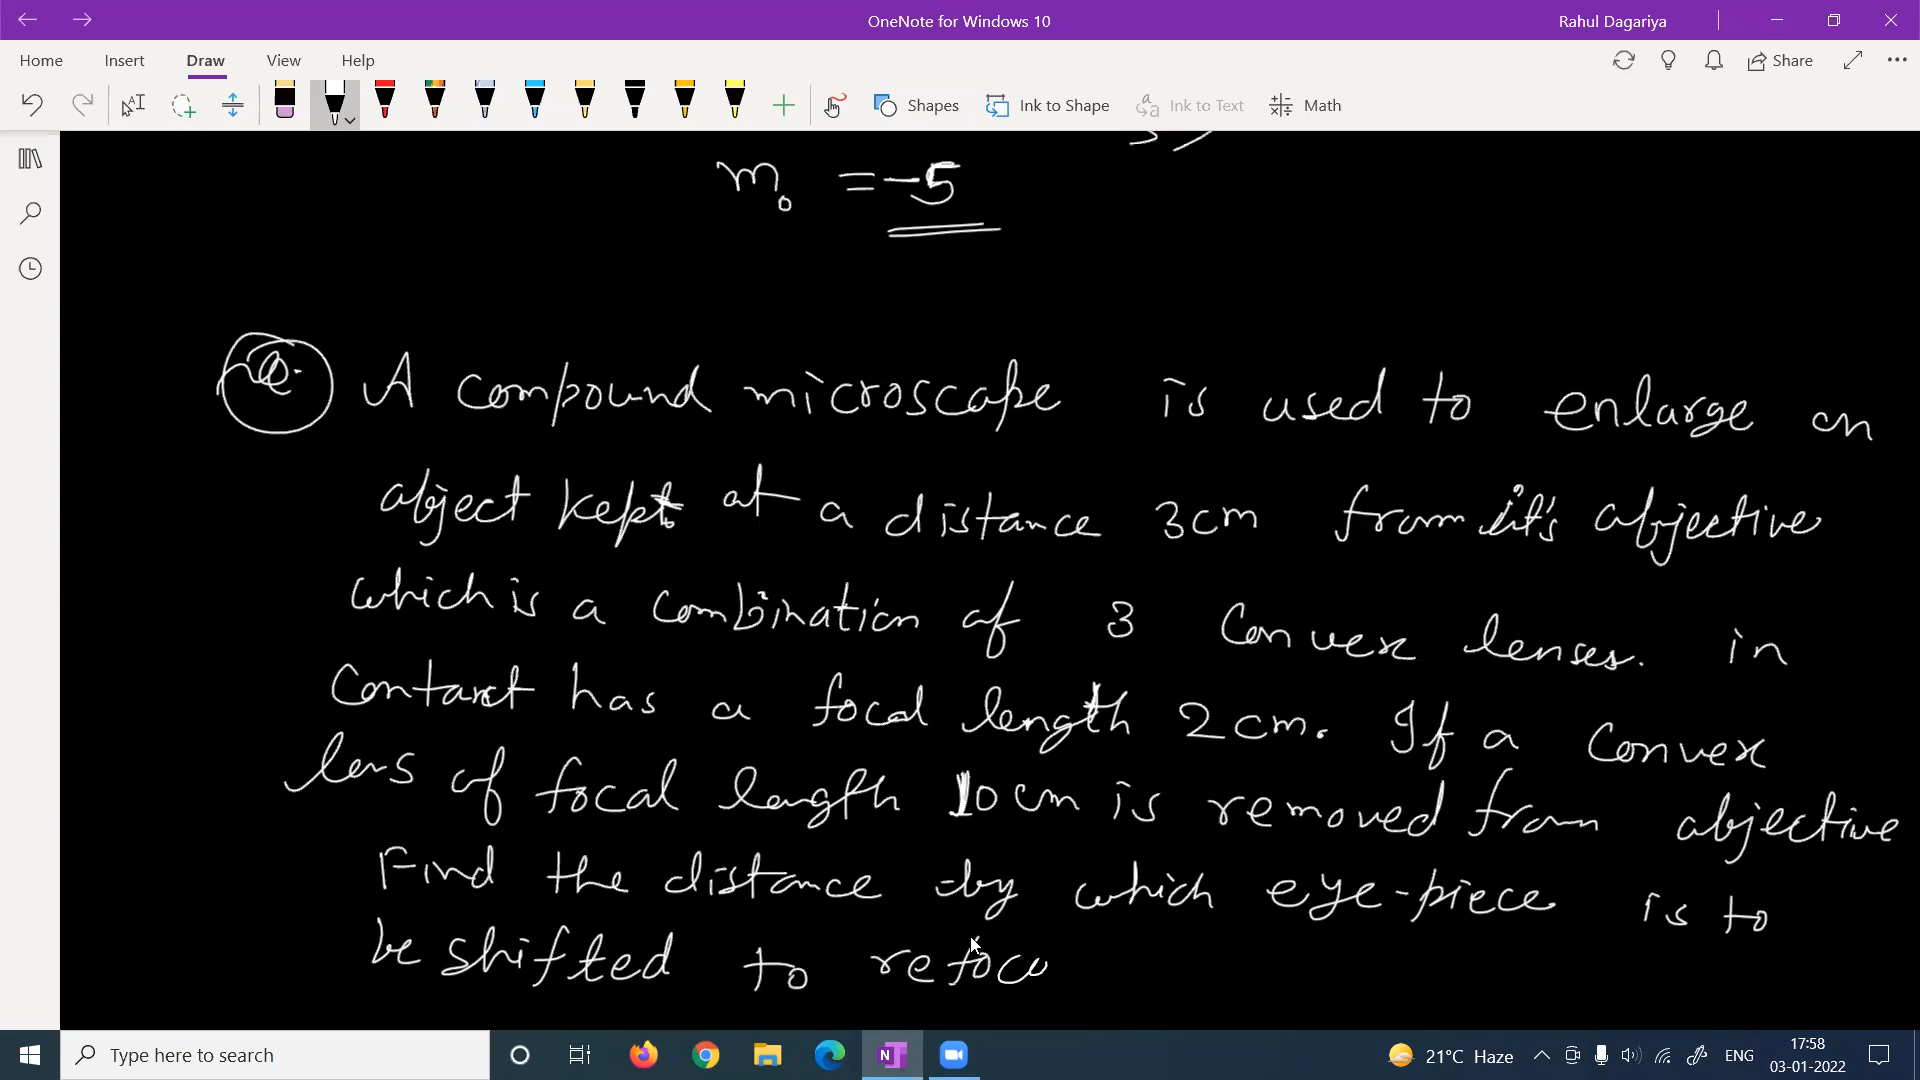 OneNote for Windows 10
Rahul Dagariya
Home Insert Draw View Help
Share
Shapes Ink to Shape Ink to Text Math
m₀ = -5
Q. A compound microscope is used to enlarge an
object kept at a distance 3cm from it's objective
which is a combination of 3 Convex lenses. in
Contact has a focal length 2cm. If a Convex
lens of focal length 10cm is removed from objective
Find the distance by which eye-piece is to
be shifted to refocu
Type here to search
21°C Haze
ENG
17:58
03-01-2022